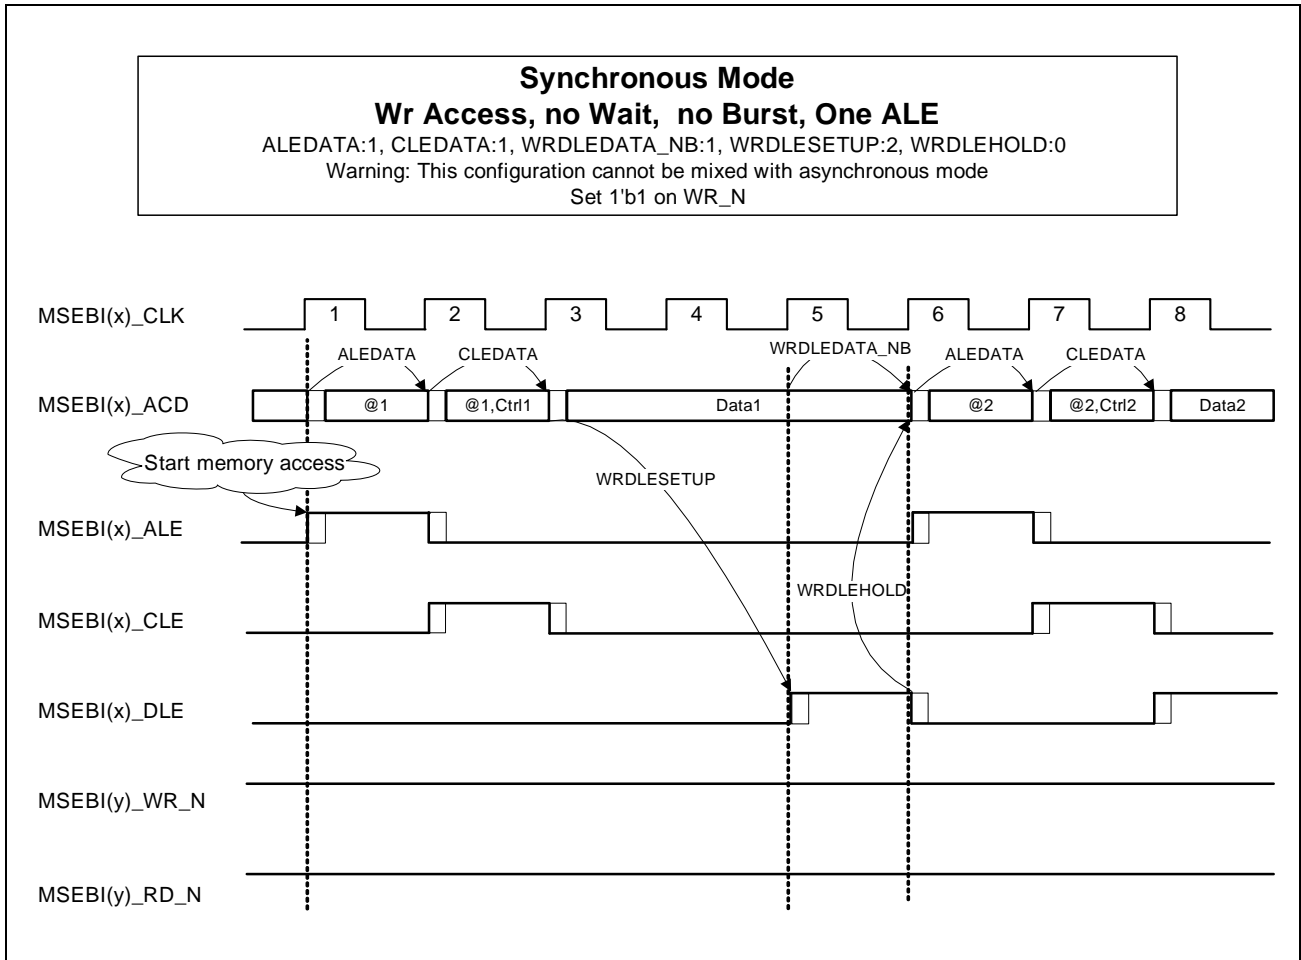 Synchronous Mode
Wr Access, no Wait, no Burst, One ALE
ALEDATA:1, CLEDATA:1, WRDLEDATA_NB:1, WRDLESETUP:2, WRDLEHOLD:0
Warning: This configuration cannot be mixed with asynchronous mode
Set 1'b1 on WR_N
MSEBI(x)_CLK 1 2 3 4 5 6 7 8
ALEDATA CLEDATA WRDLEDATA_NB ALEDATA CLEDATA
MSEBI(x)_ACD @1 @1,Ctrl1 Data1 @2 @2,Ctrl2 Data2
Start memory access
WRDLESETUP
MSEBI(x)_ALE
WRDLEHOLD
MSEBI(x)_CLE
MSEBI(x)_DLE
MSEBI(y)_WR_N
MSEBI(y)_RD_N